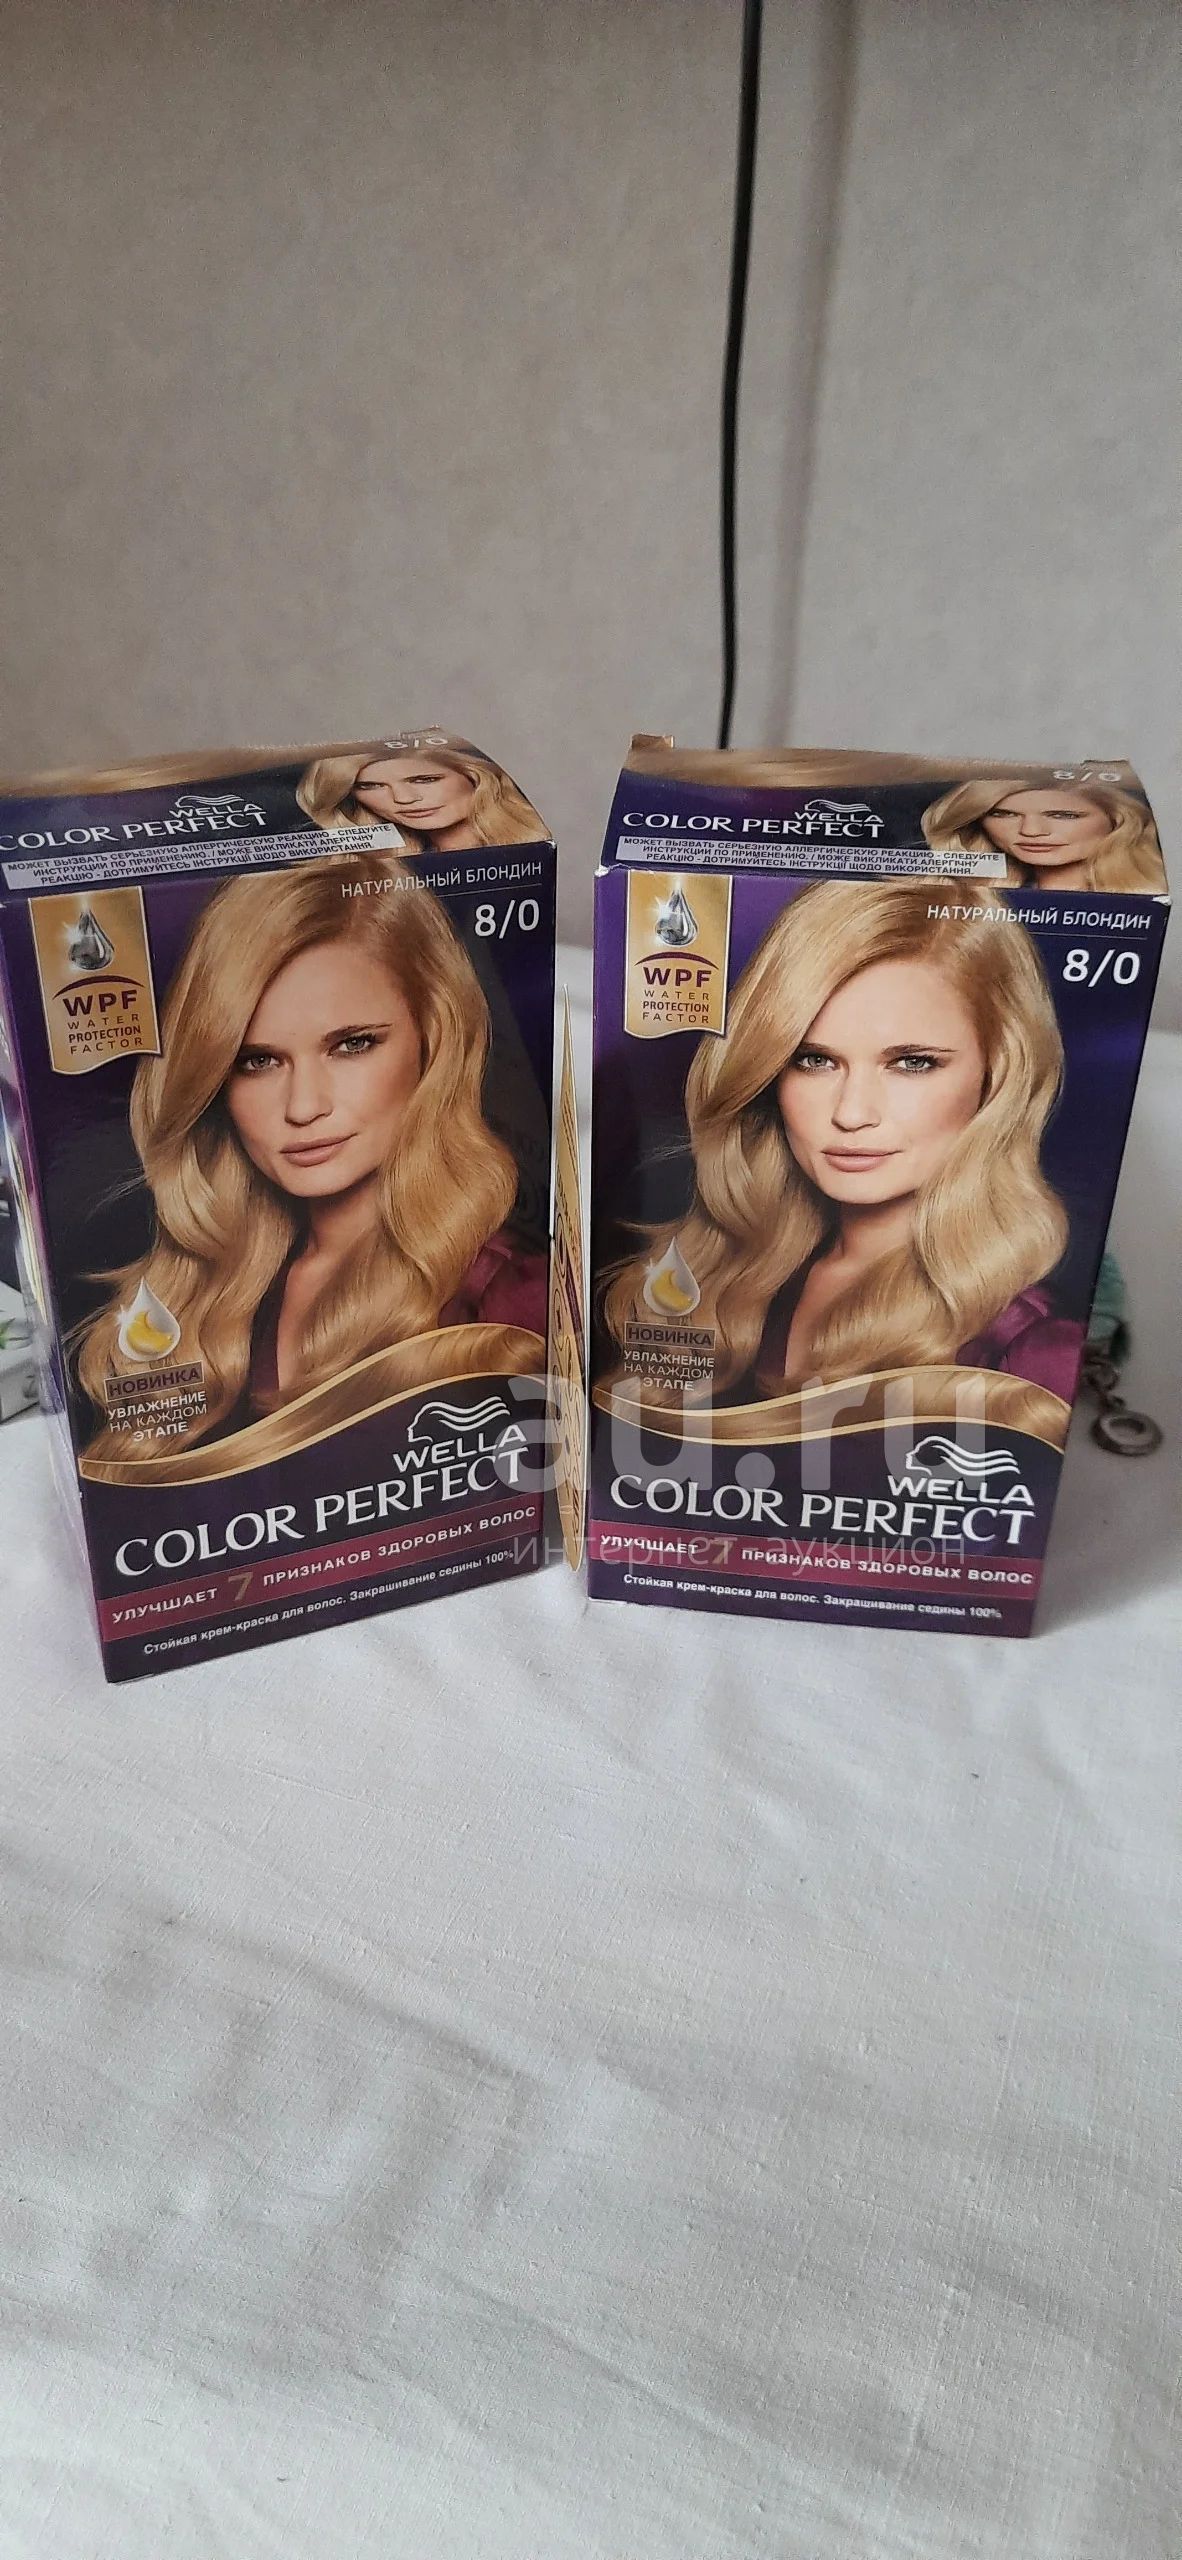 8/0
WELLA
COLOR PERFECT
МОЖЕТ ВЫЗВАТЬ СЕРЬЕЗНУЮ АЛЛЕРГИЧЕСКУЮ РЕАКЦИЮ - СЛЕДУЙТЕ
ИНСТРУКЦИИ ПО ПРИМЕНЕНИЮ. / МОЖЕ ВИКЛИКАТИ АЛЕРГІЧНУ
РЕАКЦІЮ - ДОТРИМУЙТЕСЬ ІНСТРУКЦІЇ ЩОДО ВИКОРИСТАННЯ.
НАТУРАЛЬНЫЙ БЛОНДИН
8/0
WPF
WATER
PROTECTION
FACTOR
НОВИНКА
УВЛАЖНЕНИЕ
НА КАЖДОМ
ЭТАПЕ
WELLA
COLOR PERFECT
УЛУЧШАЕТ 7 ПРИЗНАКОВ ЗДОРОВЫХ ВОЛОС
Стойкая крем-краска для волос. Закрашивание седины 100%
8/0
WELLA
COLOR PERFECT
МОЖЕТ ВЫЗВАТЬ СЕРЬЕЗНУЮ АЛЛЕРГИЧЕСКУЮ РЕАКЦИЮ - СЛЕДУЙТЕ
ИНСТРУКЦИИ ПО ПРИМЕНЕНИЮ. / МОЖЕ ВИКЛИКАТИ АЛЕРГІЧНУ
РЕАКЦІЮ - ДОТРИМУЙТЕСЬ ІНСТРУКЦІЇ ЩОДО ВИКОРИСТАННЯ.
НАТУРАЛЬНЫЙ БЛОНДИН
8/0
WPF
WATER
PROTECTION
FACTOR
НОВИНКА
УВЛАЖНЕНИЕ
НА КАЖДОМ
ЭТАПЕ
WELLA
COLOR PERFECT
УЛУЧШАЕТ 7 ПРИЗНАКОВ ЗДОРОВЫХ ВОЛОС
Стойкая крем-краска для волос. Закрашивание седины 100%
au.ru
интернет-аукцион